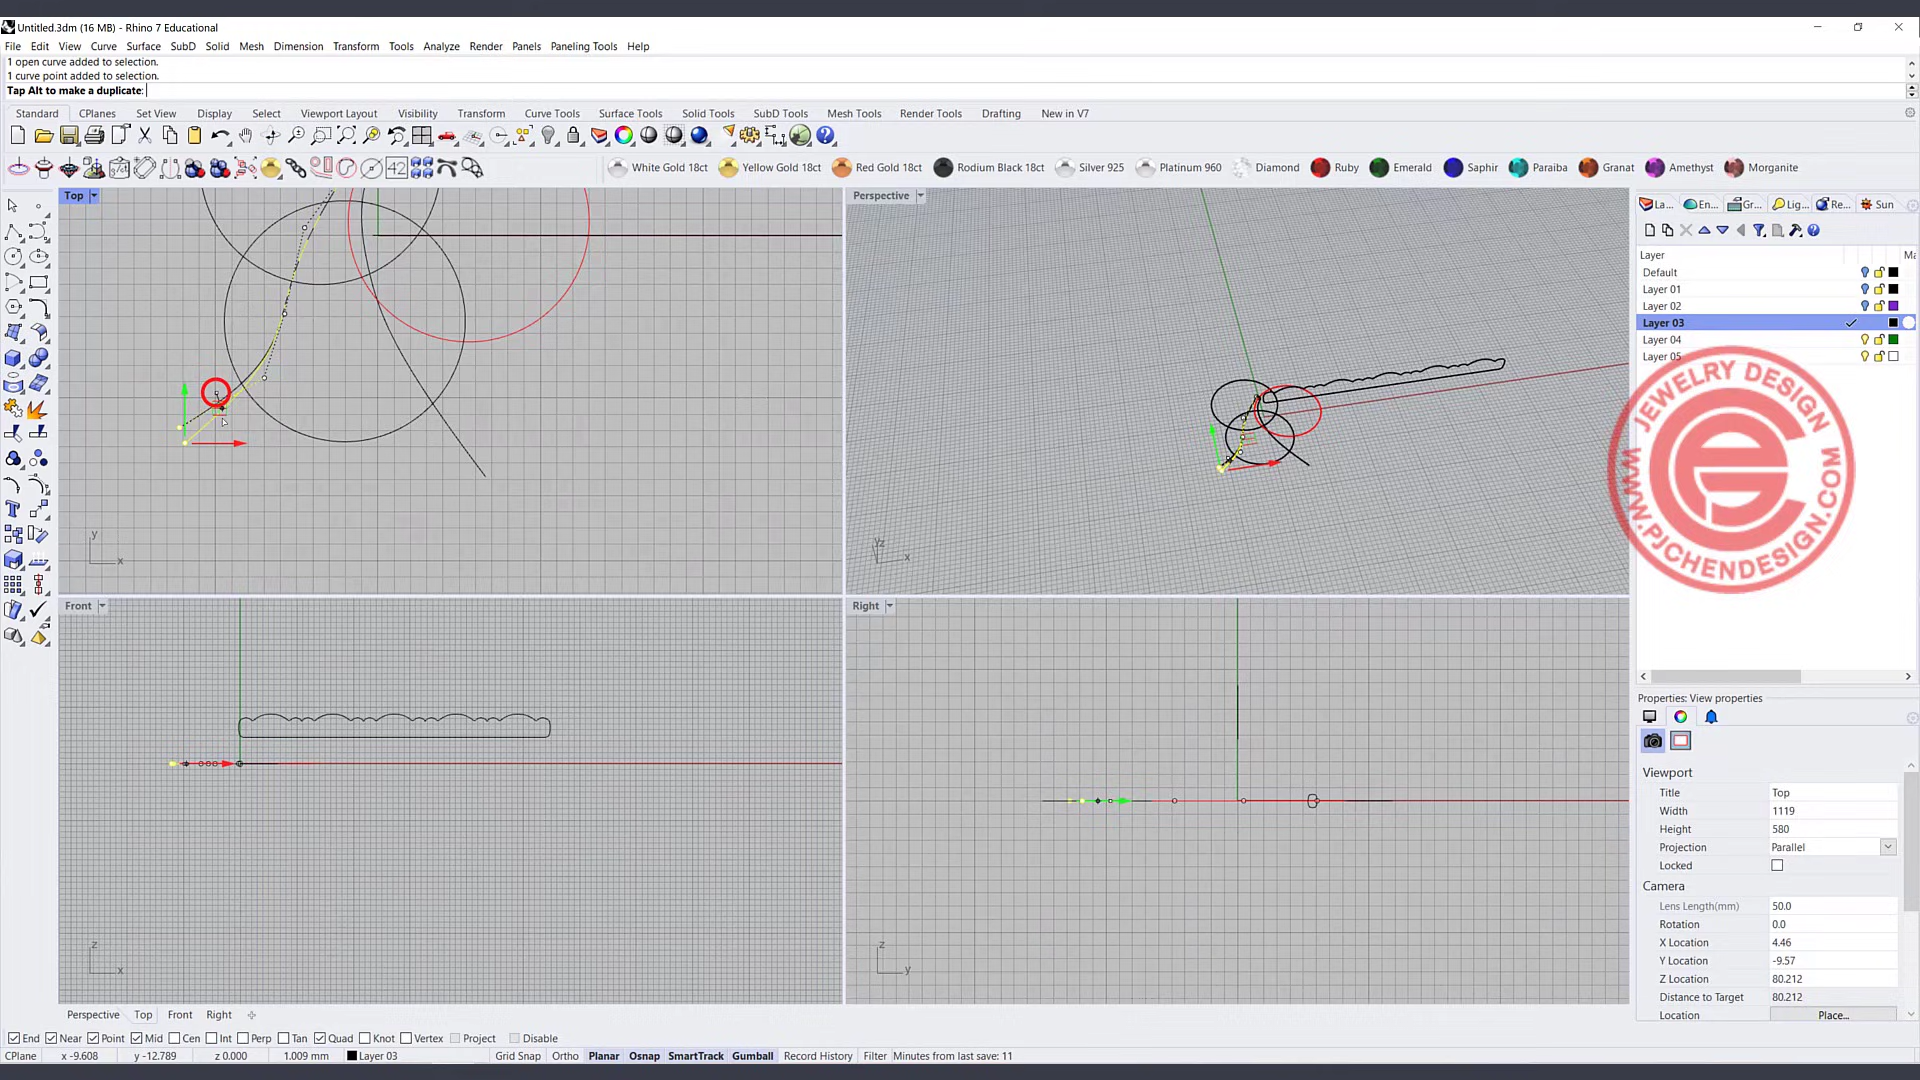 Untitled.3dm (16 MB) - Rhino 7 Educational
File Edit View Curve Surface SubD Solid Mesh Dimension Transform Tools Analyze Render Panels Paneling Tools Help
1 open curve added to selection.
1 curve point added to selection.
Tap Alt to make a duplicate:
Standard CPlanes Set View Display Select Viewport Layout Visibility Transform Curve Tools Surface Tools Solid Tools SubD Tools Mesh Tools Render Tools Drafting New in V7
42 White Gold 18ct Yellow Gold 18ct Red Gold 18ct Rodium Black 18ct Silver 925 Platinum 960 Diamond Ruby Emerald Saphir Paraiba Granat Amethyst Morganite
Top
Perspective
La... En... Gr... Lig... Re... Sun
Layer Ma
Default
Layer 01
Layer 02
Layer 03
Layer 04
Layer 05
JEWELRY DESIGN
WWW.PJCHENDESIGN.COM
y
x
z
x
Front
Right
z
x
z
y
Properties: View properties
Viewport
Title Top
Width 1119
Height 580
Projection Parallel
Locked
Camera
Lens Length(mm) 50.0
Rotation 0.0
X Location 4.46
Y Location -9.57
Z Location 80.212
Distance to Target 80.212
Location Place...
Perspective Top Front Right
End Near Point Mid Cen Int Perp Tan Quad Knot Vertex Project Disable
CPlane x -9.608 y -12.789 z 0.000 1.009 mm Layer 03 Grid Snap Ortho Planar Osnap SmartTrack Gumball Record History Filter Minutes from last save: 11